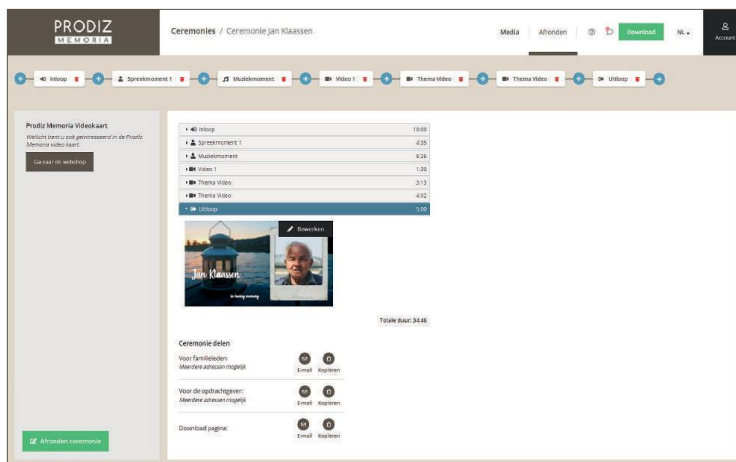 PRODIZ
MEMORIA
Ceremonies / Ceremonie Jan Klaassen
Media
Afronden
Download
NL
Account
Inloop
Spreekmoment 1
Muziekmoment
Video 1
Thema Video
Thema Video
Uitloop
Prodiz Memoria Videokaart
Wellicht bent u ook geïntresseerd in de Prodiz
Memoria video kaart.
Ga naar de webshop
Inloop 10:00
Spreekmoment 1 4:35
Muziekmoment
Video 1 1:30
Thema Video 3:13
Thema Video 4:02
Uitloop 5:00
Bewerken
Jan Klaassen
in loving memory
Totale duur: 34:46
Ceremonie delen
Voor familieleden:
Meerdere adressen mogelijk
E-mail Kopiëren
Voor de opdrachtgever:
Meerdere adressen mogelijk
E-mail Kopiëren
Download pagina:
E-mail Kopiëren
Afronden ceremonie